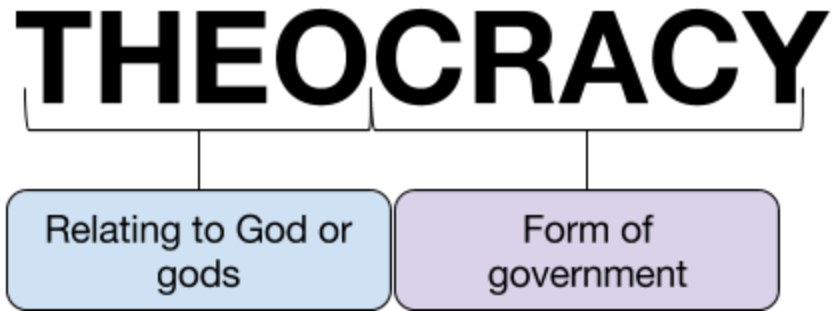 THEOCRACY
Relating to God or
gods
Form of
government